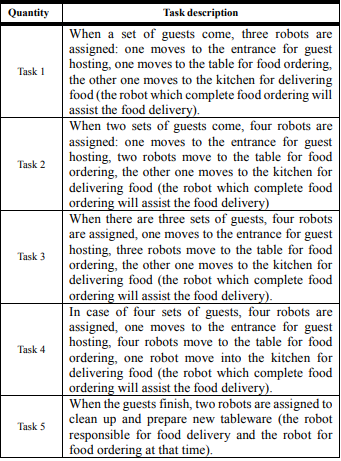 Quantity Task description
When a set of guests come, three robots are
assigned: one moves to the entrance for guest
hosting, one moves to the table for food ordering,
Task 1
the other one moves to the kitchen for delivering
food (the robot which complete food ordering will
assist the food delivery).
When two sets of guests come, four robots are
assigned: one moves to the entrance for guest
hosting, two robots move to the table for food
Task 2
ordering, the other one moves to the kitchen for
delivering food (the robot which complete food
ordering will assist the food delivery)
When there are three sets of guests, four robots
are assigned, one moves to the entrance for guest
hosting, three robots move to the table for food
Task 3
ordering, the other one moves to the kitchen for
delivering food (the robot which complete food
ordering will assist the food delivery).
In case of four sets of guests, four robots are
assigned, one moves to the entrance for guest
hosting, four robots move to the table for food
Task 4
ordering, one robot move into the kitchen for
delivering food (the robot which complete food
ordering will assist the food delivery).
When the guests finish, two robots are assigned to
clean up and prepare new tableware (the robot
Task 5
responsible for food delivery and the robot for
food ordering at that time).